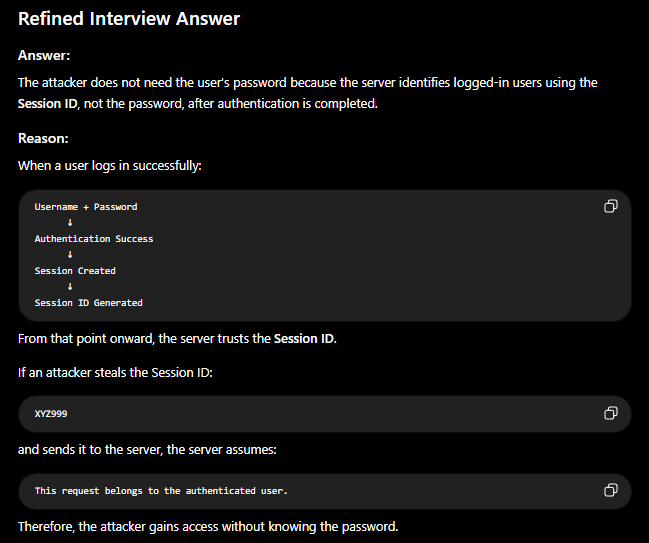 Refined Interview Answer
Answer:
The attacker does not need the user's password because the server identifies logged-in users using the
Session ID, not the password, after authentication is completed.
Reason:
When a user logs in successfully:
Username + Password
↓
Authentication Success
↓
Session Created
↓
Session ID Generated
From that point onward, the server trusts the Session ID.
If an attacker steals the Session ID:
XYZ999
and sends it to the server, the server assumes:
This request belongs to the authenticated user.
Therefore, the attacker gains access without knowing the password.